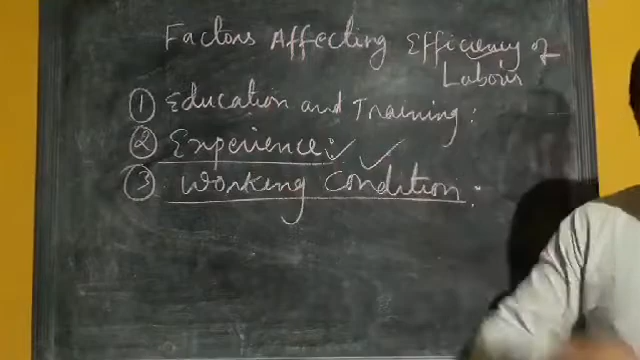 Factors Affecting Efficiency of
Labour
① Education and Training:
② Experience:
③ Working Condition: